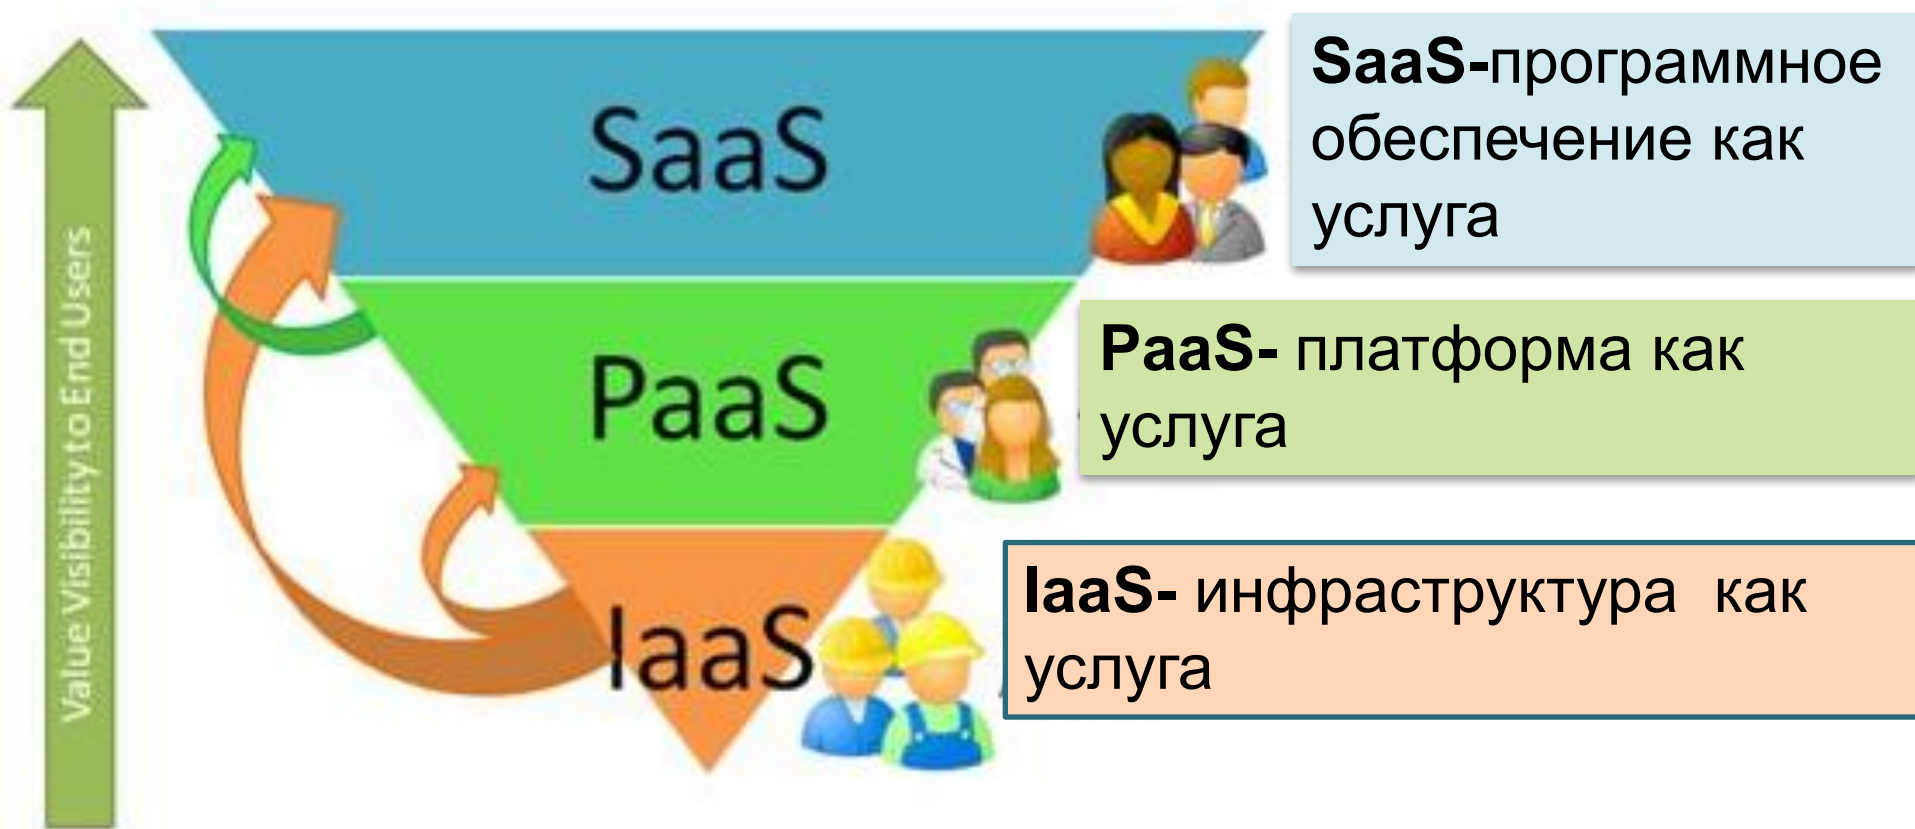 Value Visibility to End Users
SaaS
SaaS-программное
обеспечение как
услуга
PaaS
PaaS- платформа как
услуга
IaaS
IaaS- инфраструктура  как
услуга